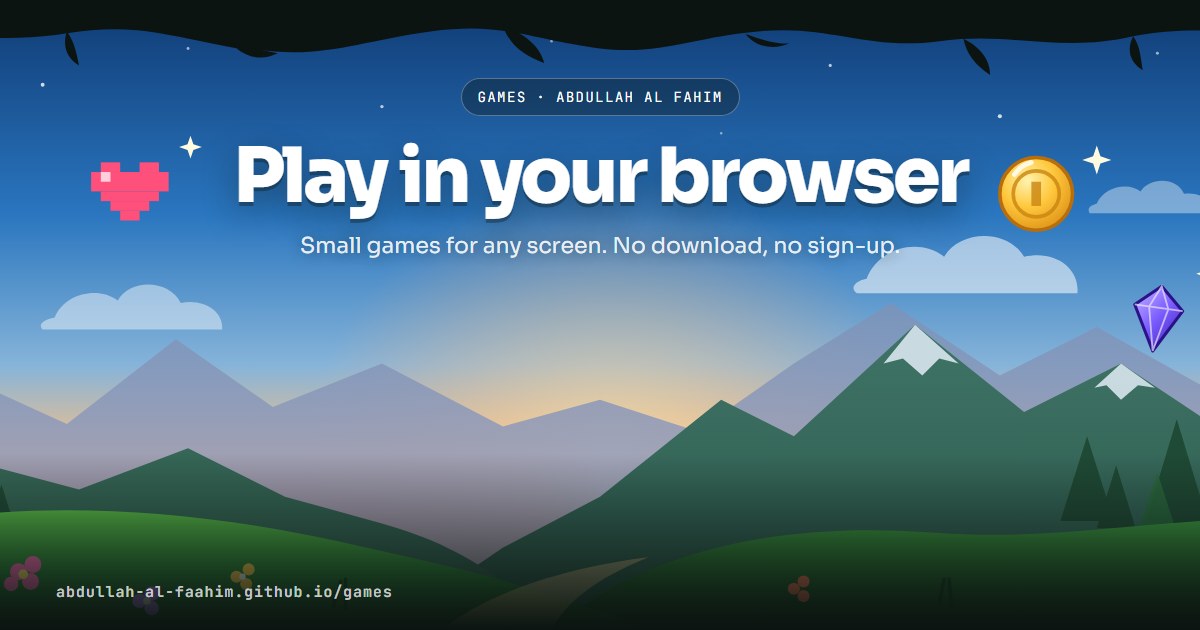 GAMES · ABDULLAH AL FAHIM
Play in your browser
Small games for any screen. No download, no sign-up.
abdullah-al-faahim.github.io/games